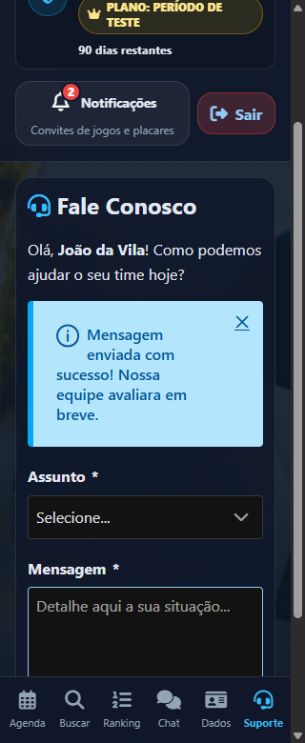 PLANO: PERÍODO DE
TESTE
90 dias restantes
2
Notificações
Convites de jogos e placares
Sair
Fale Conosco
Olá, João da Vila! Como podemos
ajudar o seu time hoje?
Mensagem
enviada com
sucesso! Nossa
equipe avaliara em
breve.
Assunto *
Selecione...
Mensagem *
Detalhe aqui a sua situação...
Agenda
Buscar
Ranking
Chat
Dados
Suporte